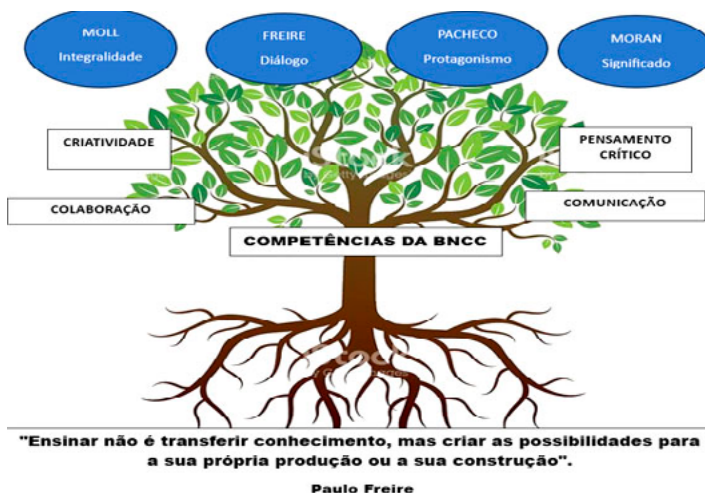 MOLL
Integralidade
FREIRE
Diálogo
PACHECO
Protagonismo
MORAN
Significado
CRIATIVIDADE
PENSAMENTO
CRÍTICO
COLABORAÇÃO
COMUNICAÇÃO
COMPETÊNCIAS DA BNCC
"Ensinar não é transferir conhecimento, mas criar as possibilidades para
a sua própria produção ou a sua construção".
Paulo Freire